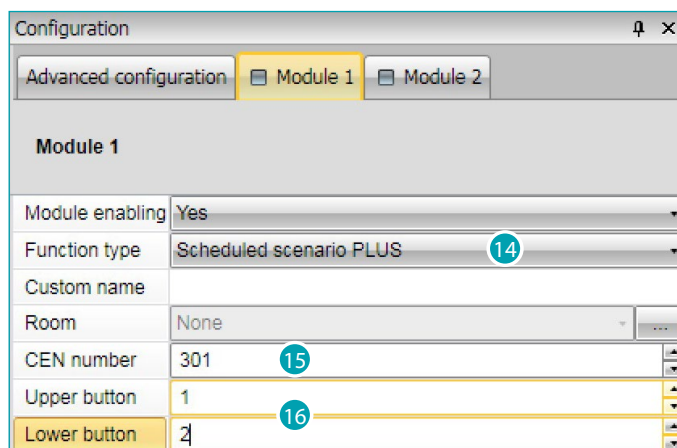 Configuration
Advanced configuration Module 1 Module 2
Module 1
Module enabling Yes
Function type Scheduled scenario PLUS 14
Custom name
Room None ...
CEN number 301 15
Upper button 1
16
Lower button 2